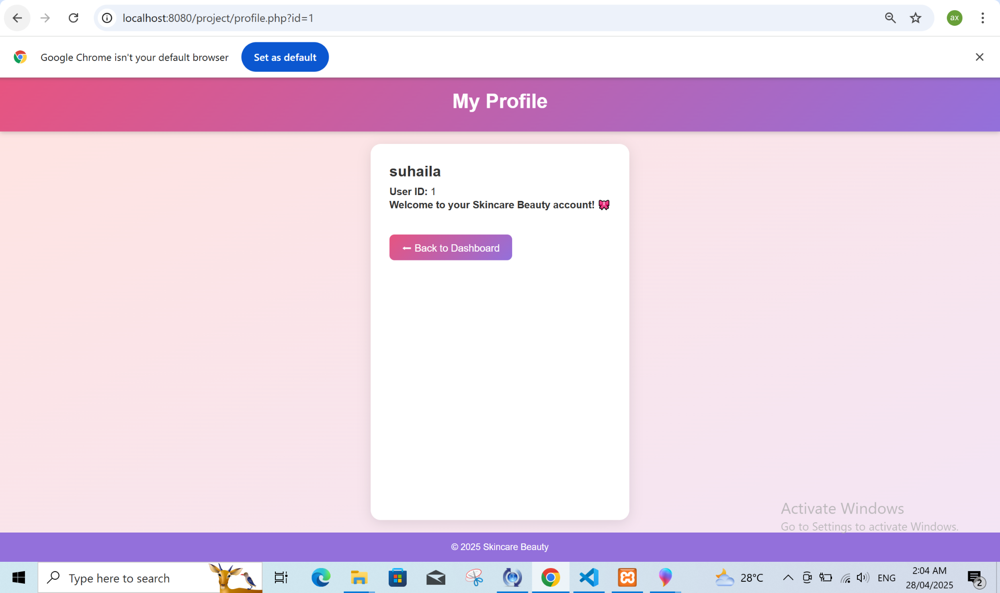 localhost:8080/project/profile.php?id=1
ax
Google Chrome isn't your default browser
Set as default
My Profile
suhaila
User ID: 1
Welcome to your Skincare Beauty account! 🎀
← Back to Dashboard
Activate Windows
Go to Settings to activate Windows.
© 2025 Skincare Beauty
Type here to search
28°C
ENG
2:04 AM
28/04/2025
2